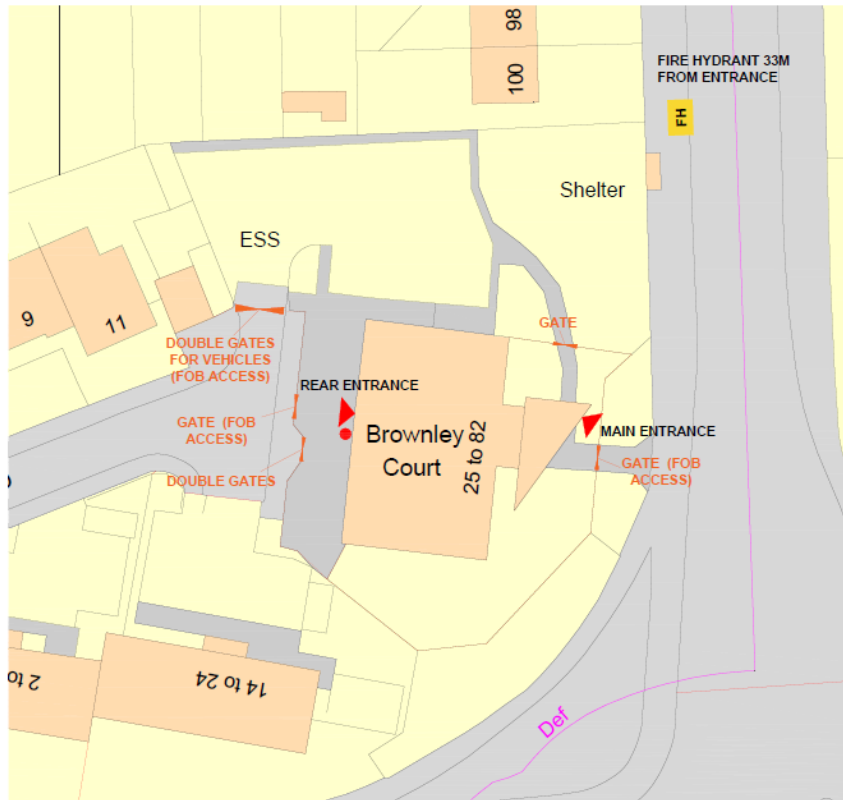 98
100
FIRE HYDRANT 33M
FROM ENTRANCE
FH
Shelter
ESS
9
11
DOUBLE GATES
FOR VEHICLES
(FOB ACCESS)
GATE
REAR ENTRANCE
GATE (FOB
ACCESS)
DOUBLE GATES
Brownley
Court
25 to 82
MAIN ENTRANCE
GATE (FOB
ACCESS)
2 to
14 to 24
Def